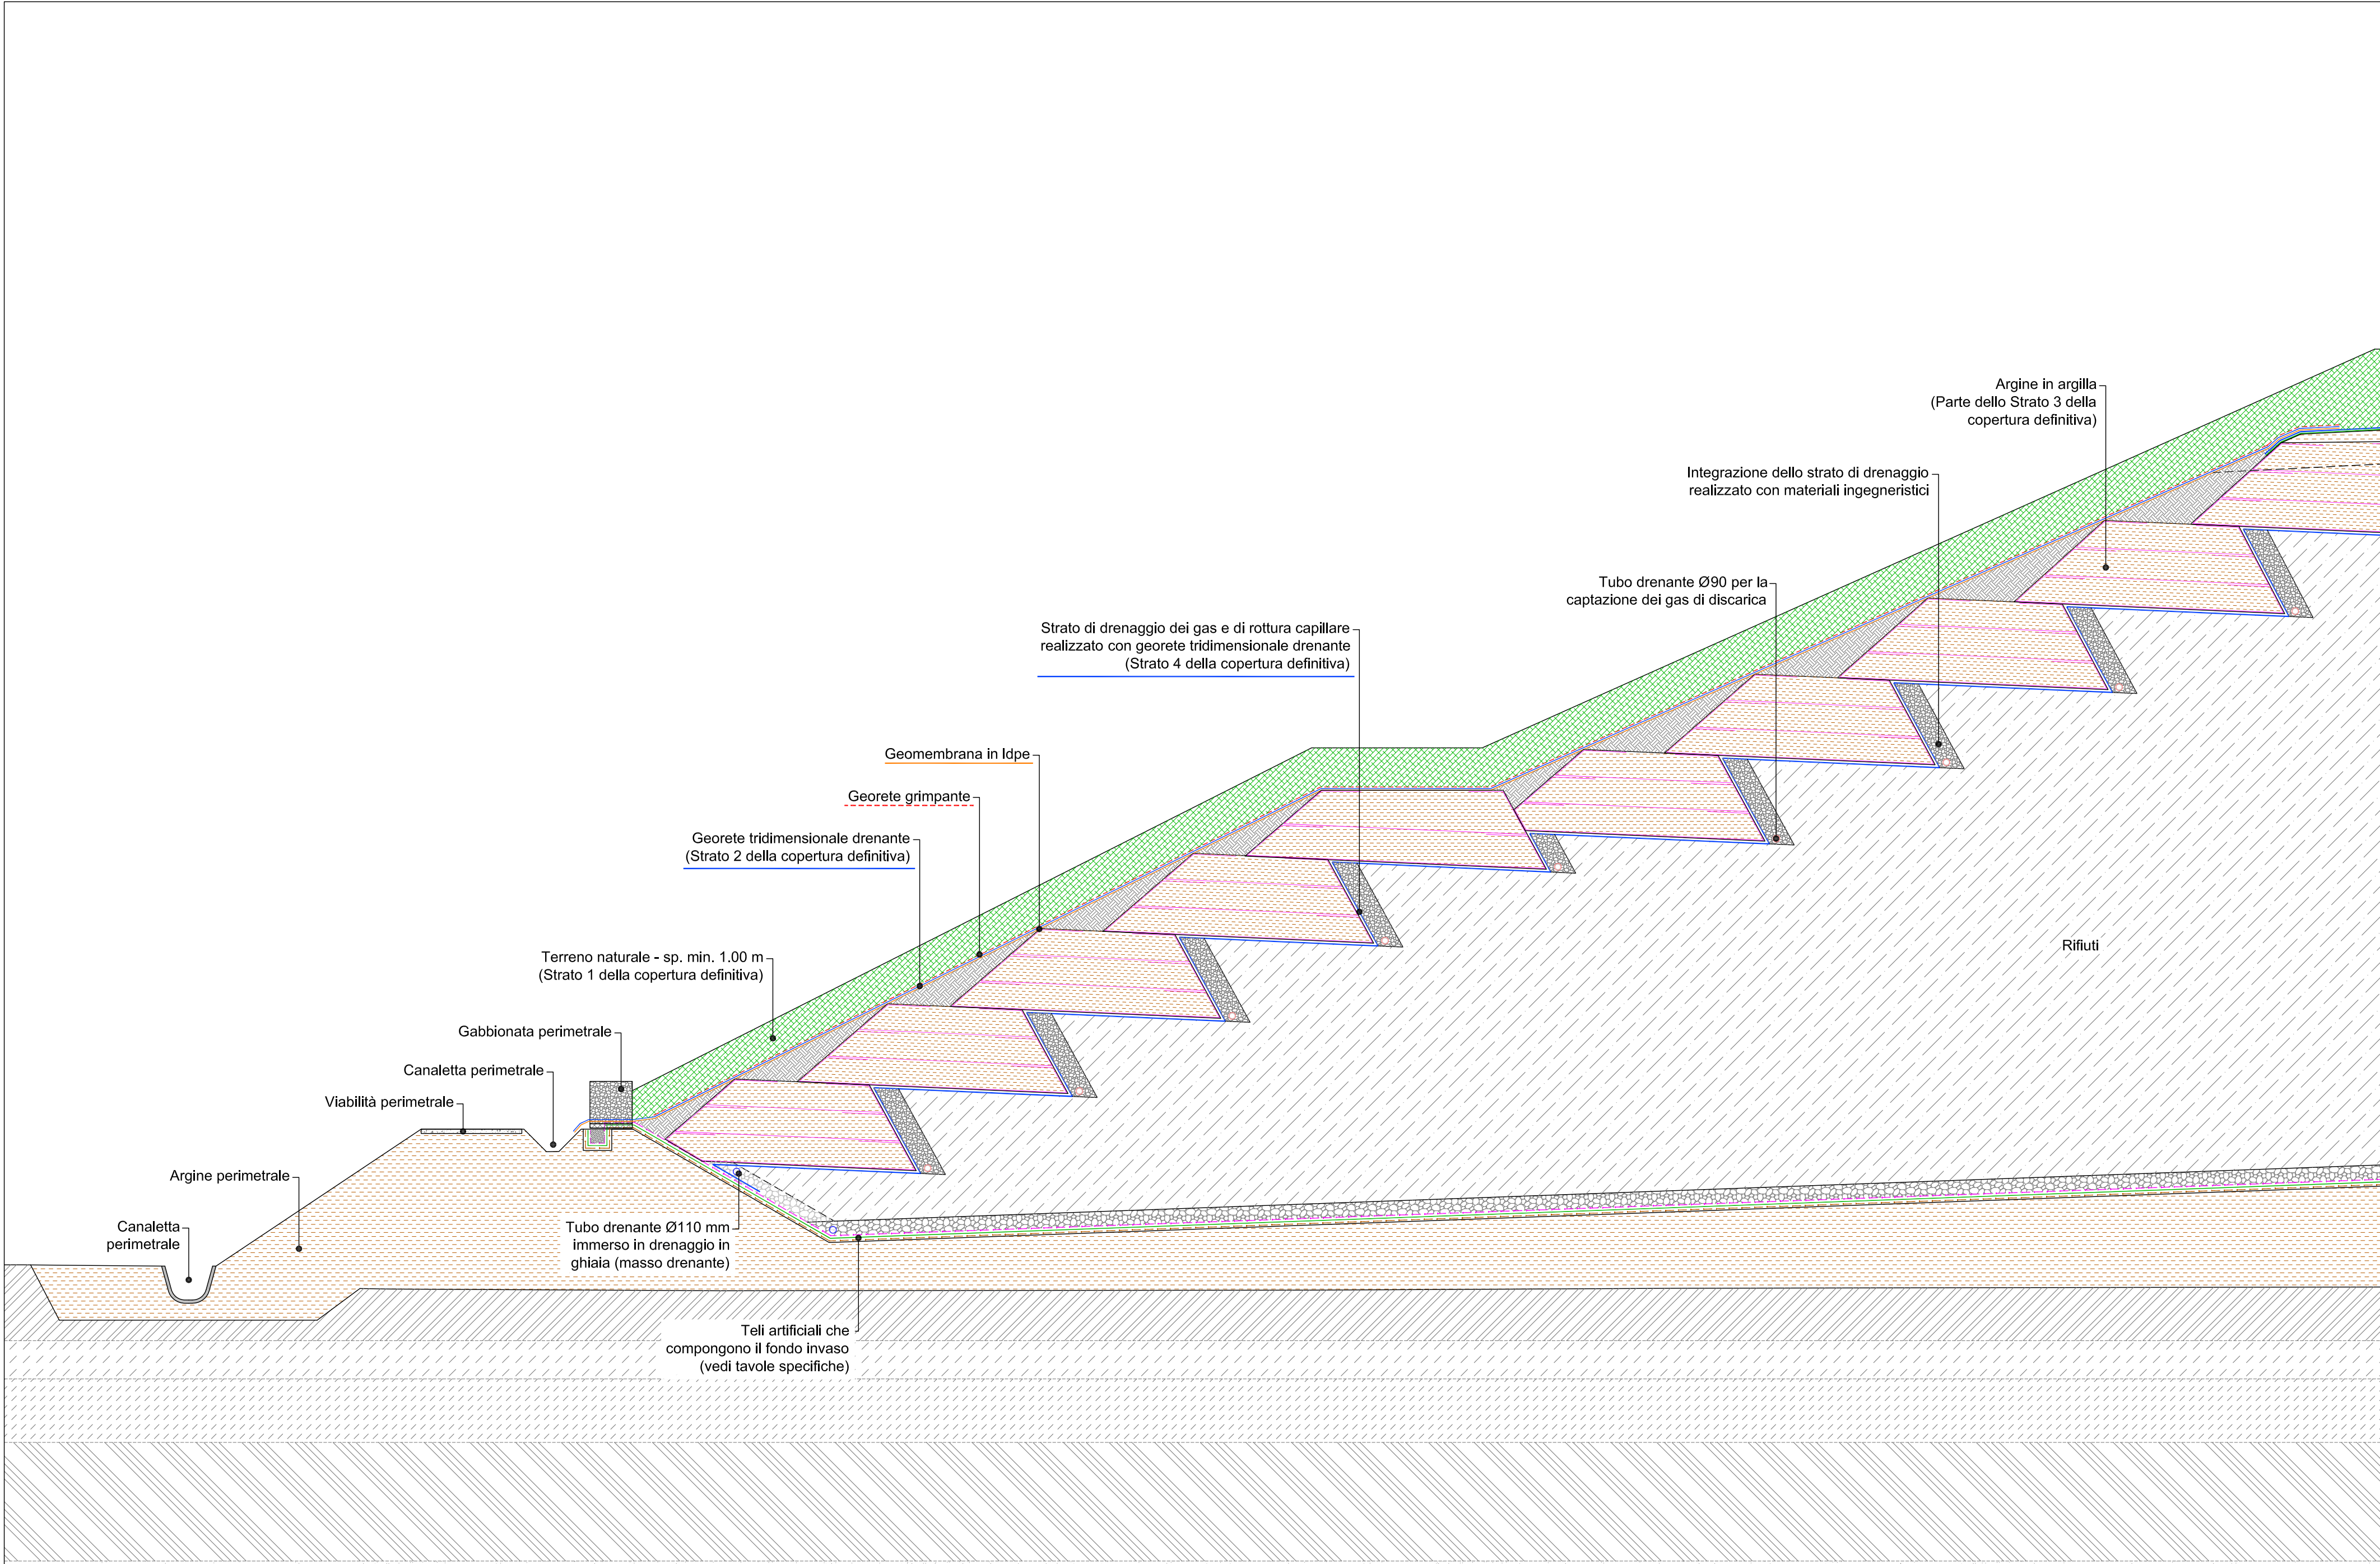 Argine in argilla
(Parte dello Strato 3 della
copertura definitiva)
Integrazione dello strato di drenaggio
realizzato con materiali ingegneristici
Tubo drenante Ø90 per la
captazione dei gas di discarica
Strato di drenaggio dei gas e di rottura capillare
realizzato con georete tridimensionale drenante
(Strato 4 della copertura definitiva)
Geomembrana in ldpe
Georete grimpante
Georete tridimensionale drenante
(Strato 2 della copertura definitiva)
Rifiuti
Terreno naturale - sp. min. 1.00 m
(Strato 1 della copertura definitiva)
Gabbionata perimetrale
Canaletta perimetrale
Viabilità perimetrale
Argine perimetrale
Canaletta
perimetrale
Tubo drenante Ø110 mm
immerso in drenaggio in
ghiaia (masso drenante)
Teli artificiali che
compongono il fondo invaso
(vedi tavole specifiche)